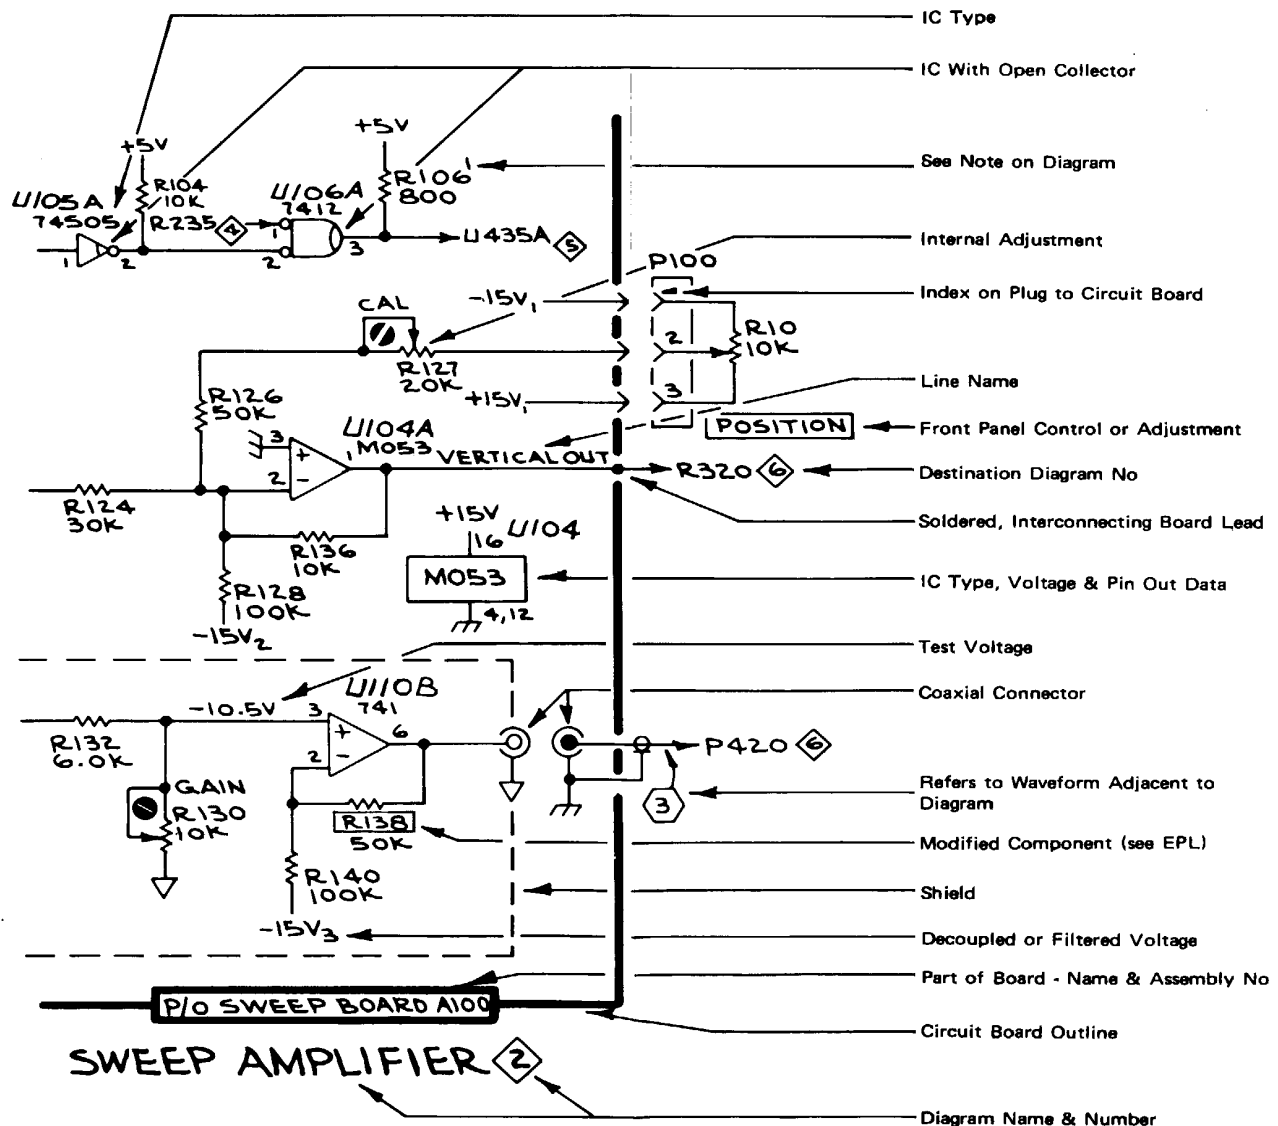 IC Type
IC With Open Collector
+5V
+5V
See Note on Diagram
R104
10K
R106¹
800
U105A
74S05
U106A
7412
R235 4
1
1
2
2
3
U435A 5
Internal Adjustment
P100
Index on Plug to Circuit Board
-15V₁
CAL
2
R10
10K
R127
20K
Line Name
3
+15V₁
R126
50K
POSITION
Front Panel Control or Adjustment
U104A
M053
3
+
1
VERTICAL OUT
2
-
R320 6
Destination Diagram No
R124
30K
Soldered, Interconnecting Board Lead
+15V
16
U104
R136
10K
M053
IC Type, Voltage & Pin Out Data
R128
100K
4,12
-15V₂
Test Voltage
U110B
741
Coaxial Connector
-10.5V
3
+
6
2
-
R132
6.0K
P420 6
GAIN
R130
10K
3
Refers to Waveform Adjacent to
Diagram
R138
50K
Modified Component (see EPL)
R140
100K
Shield
-15V₃
Decoupled or Filtered Voltage
Part of Board - Name & Assembly No
P/O SWEEP BOARD A100
Circuit Board Outline
SWEEP AMPLIFIER 2
Diagram Name & Number